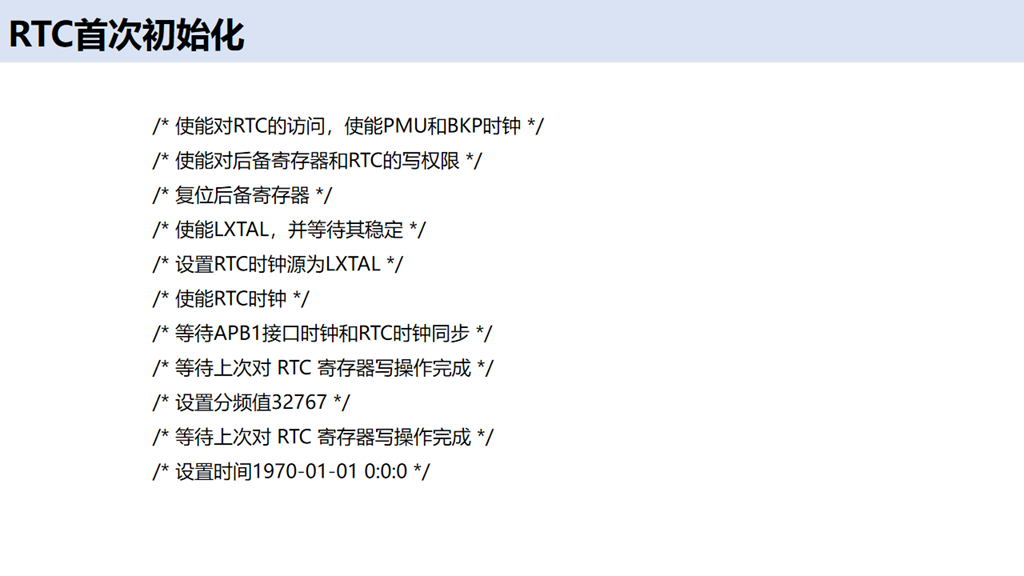 RTC首次初始化
/* 使能对RTC的访问，使能PMU和BKP时钟 */
/* 使能对后备寄存器和RTC的写权限 */
/* 复位后备寄存器 */
/* 使能LXTAL，并等待其稳定 */
/* 设置RTC时钟源为LXTAL */
/* 使能RTC时钟 */
/* 等待APB1接口时钟和RTC时钟同步 */
/* 等待上次对 RTC 寄存器写操作完成 */
/* 设置分频值32767 */
/* 等待上次对 RTC 寄存器写操作完成 */
/* 设置时间1970-01-01 0:0:0 */